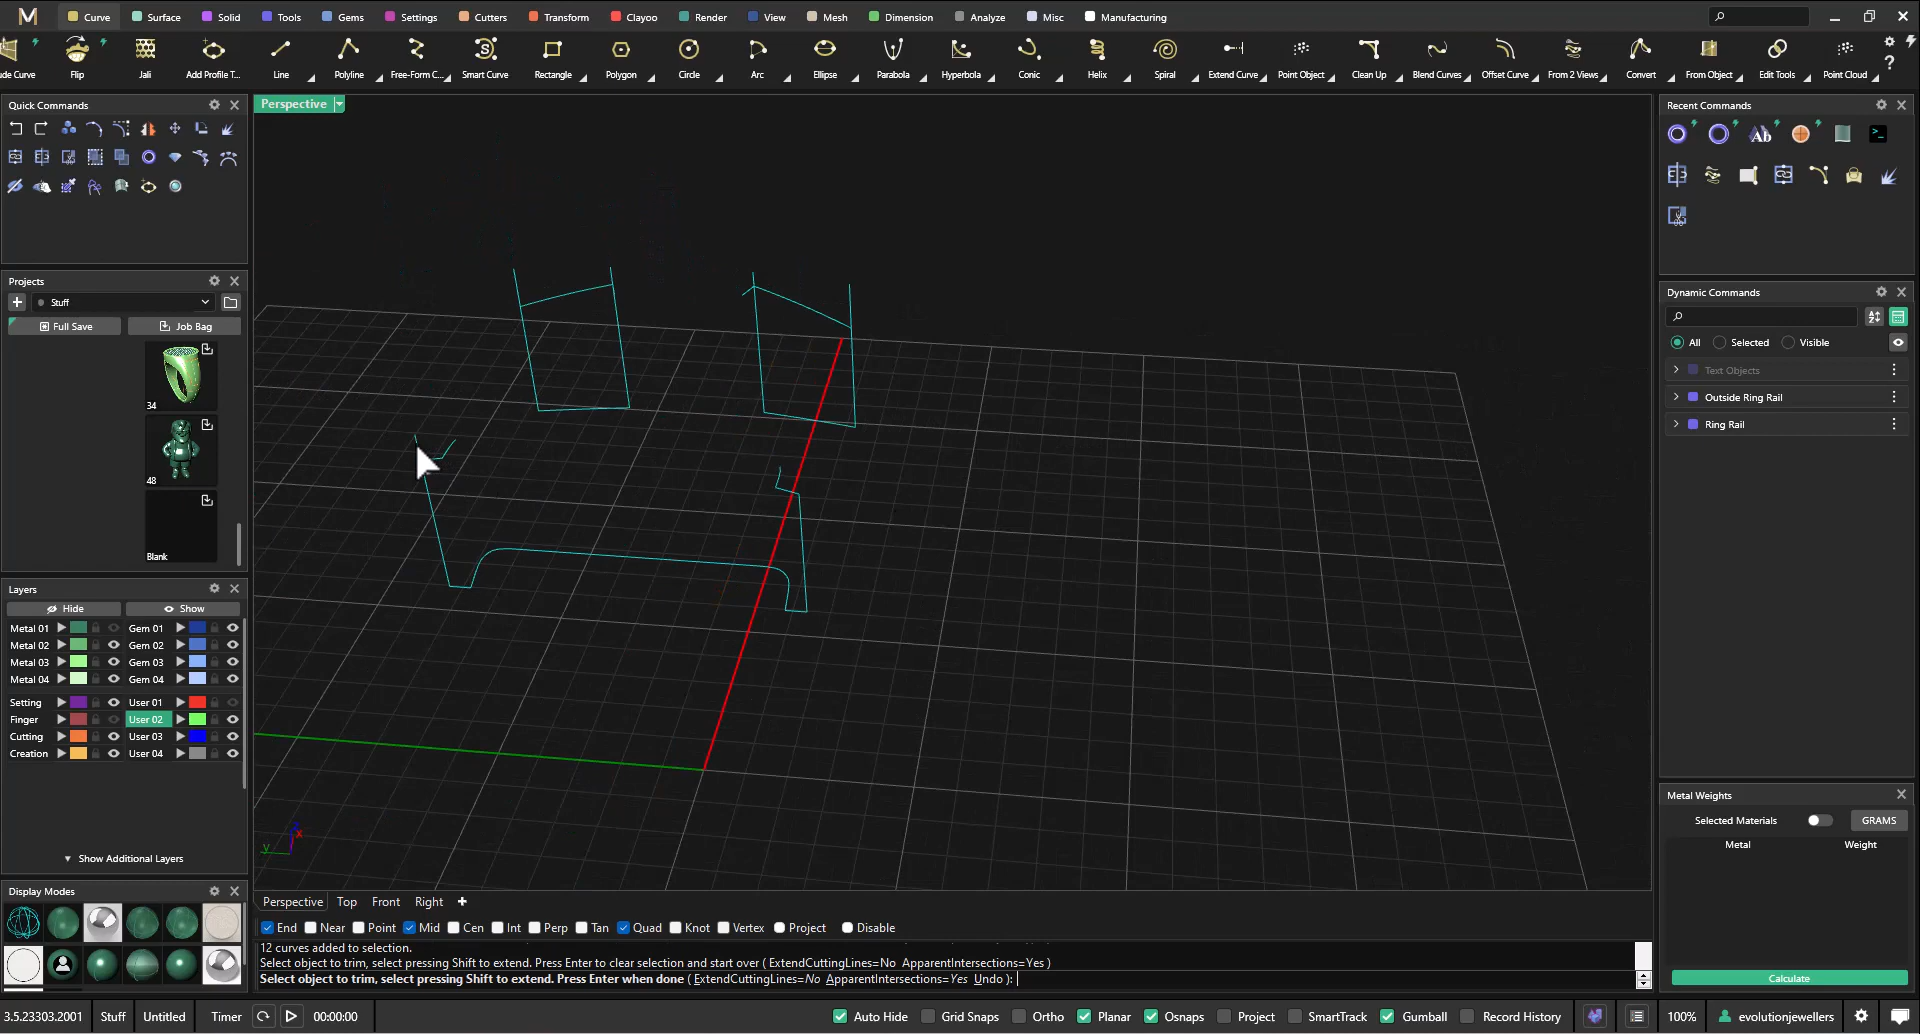 Curve Surface Solid Tools Gems Settings Cutters Transform Clayoo Render View Mesh Dimension Analyze Misc Manufacturing
ude Curve Flip Jali Add Profile T... Line Polyline Free-Form C... Smart Curve Rectangle Polygon Circle Arc Ellipse Parabola Hyperbola Conic Helix Spiral Extend Curve Point Object Clean Up Blend Curves Offset Curve From 2 Views Convert From Object Edit Tools Point Cloud
Quick Commands
Projects
Stuff
Full Save Job Bag
34
48
Blank
Layers
Hide Show
Metal 01 Gem 01
Metal 02 Gem 02
Metal 03 Gem 03
Metal 04 Gem 04
Setting User 01
Finger User 02
Cutting User 03
Creation User 04
Show Additional Layers
Display Modes
Perspective
y x
Perspective Top Front Right
End Near Point Mid Cen Int Perp Tan Quad Knot Vertex Project Disable
12 curves added to selection.
Select object to trim, select pressing Shift to extend. Press Enter to clear selection and start over ( ExtendCuttingLines=No ApparentIntersections=Yes )
Select object to trim, select pressing Shift to extend. Press Enter when done ( ExtendCuttingLines=No ApparentIntersections=Yes Undo ):
Recent Commands
Ab
Dynamic Commands
All Selected Visible
Text Objects
Outside Ring Rail
Ring Rail
Metal Weights
Selected Materials GRAMS
Metal Weight
Calculate
3.5.23303.2001 Stuff Untitled Timer 00:00:00 Auto Hide Grid Snaps Ortho Planar Osnaps Project SmartTrack Gumball Record History 100% evolutionjewellers